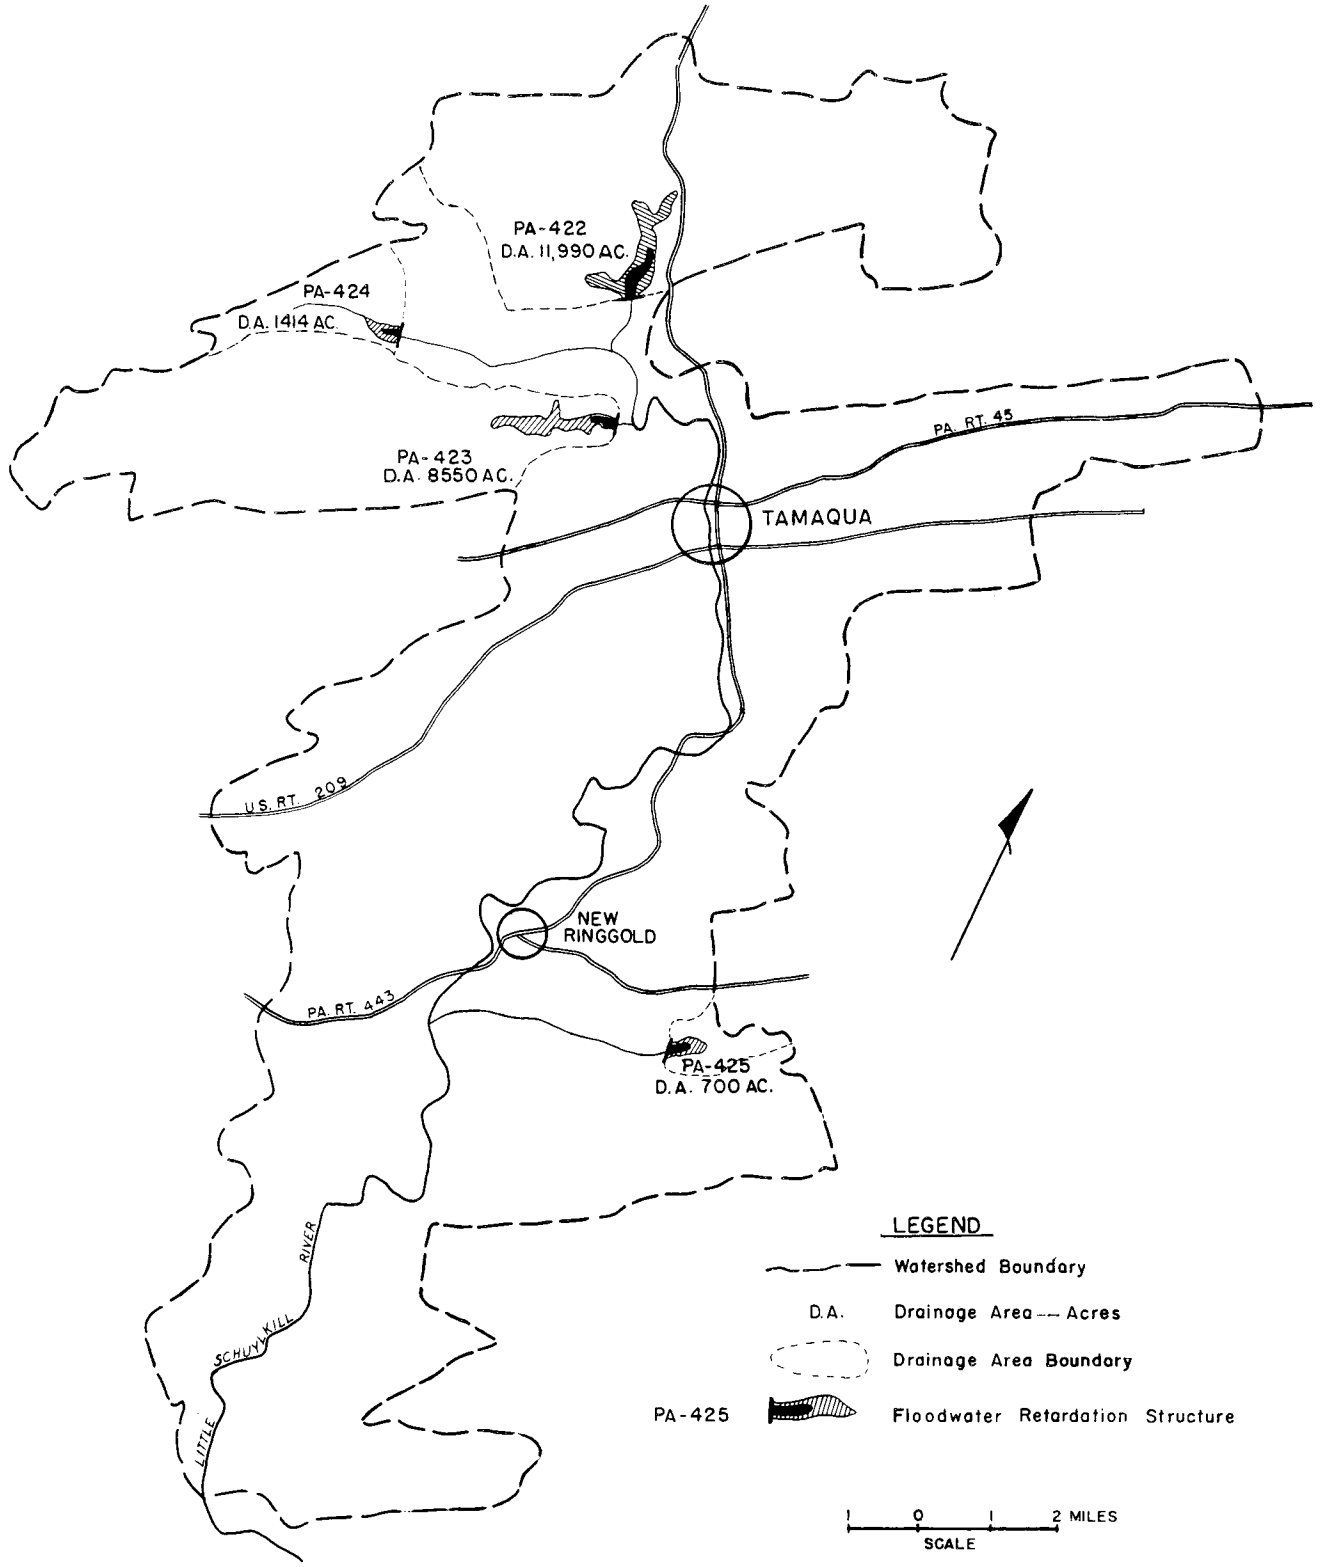 PA-422
D.A. 11,990 AC.
PA-424
D.A. 1414 AC.
PA. RT. 45
PA-423
D.A. 8550 AC.
TAMAQUA
U.S. RT. 209
NEW
RINGGOLD
PA. RT. 443
PA-425
D.A. 700 AC.
RIVER
SCHUYLKILL
LITTLE
LEGEND
Watershed Boundary
D.A. Drainage Area—Acres
Drainage Area Boundary
PA-425 Floodwater Retardation Structure
1 0 1 2 MILES
SCALE